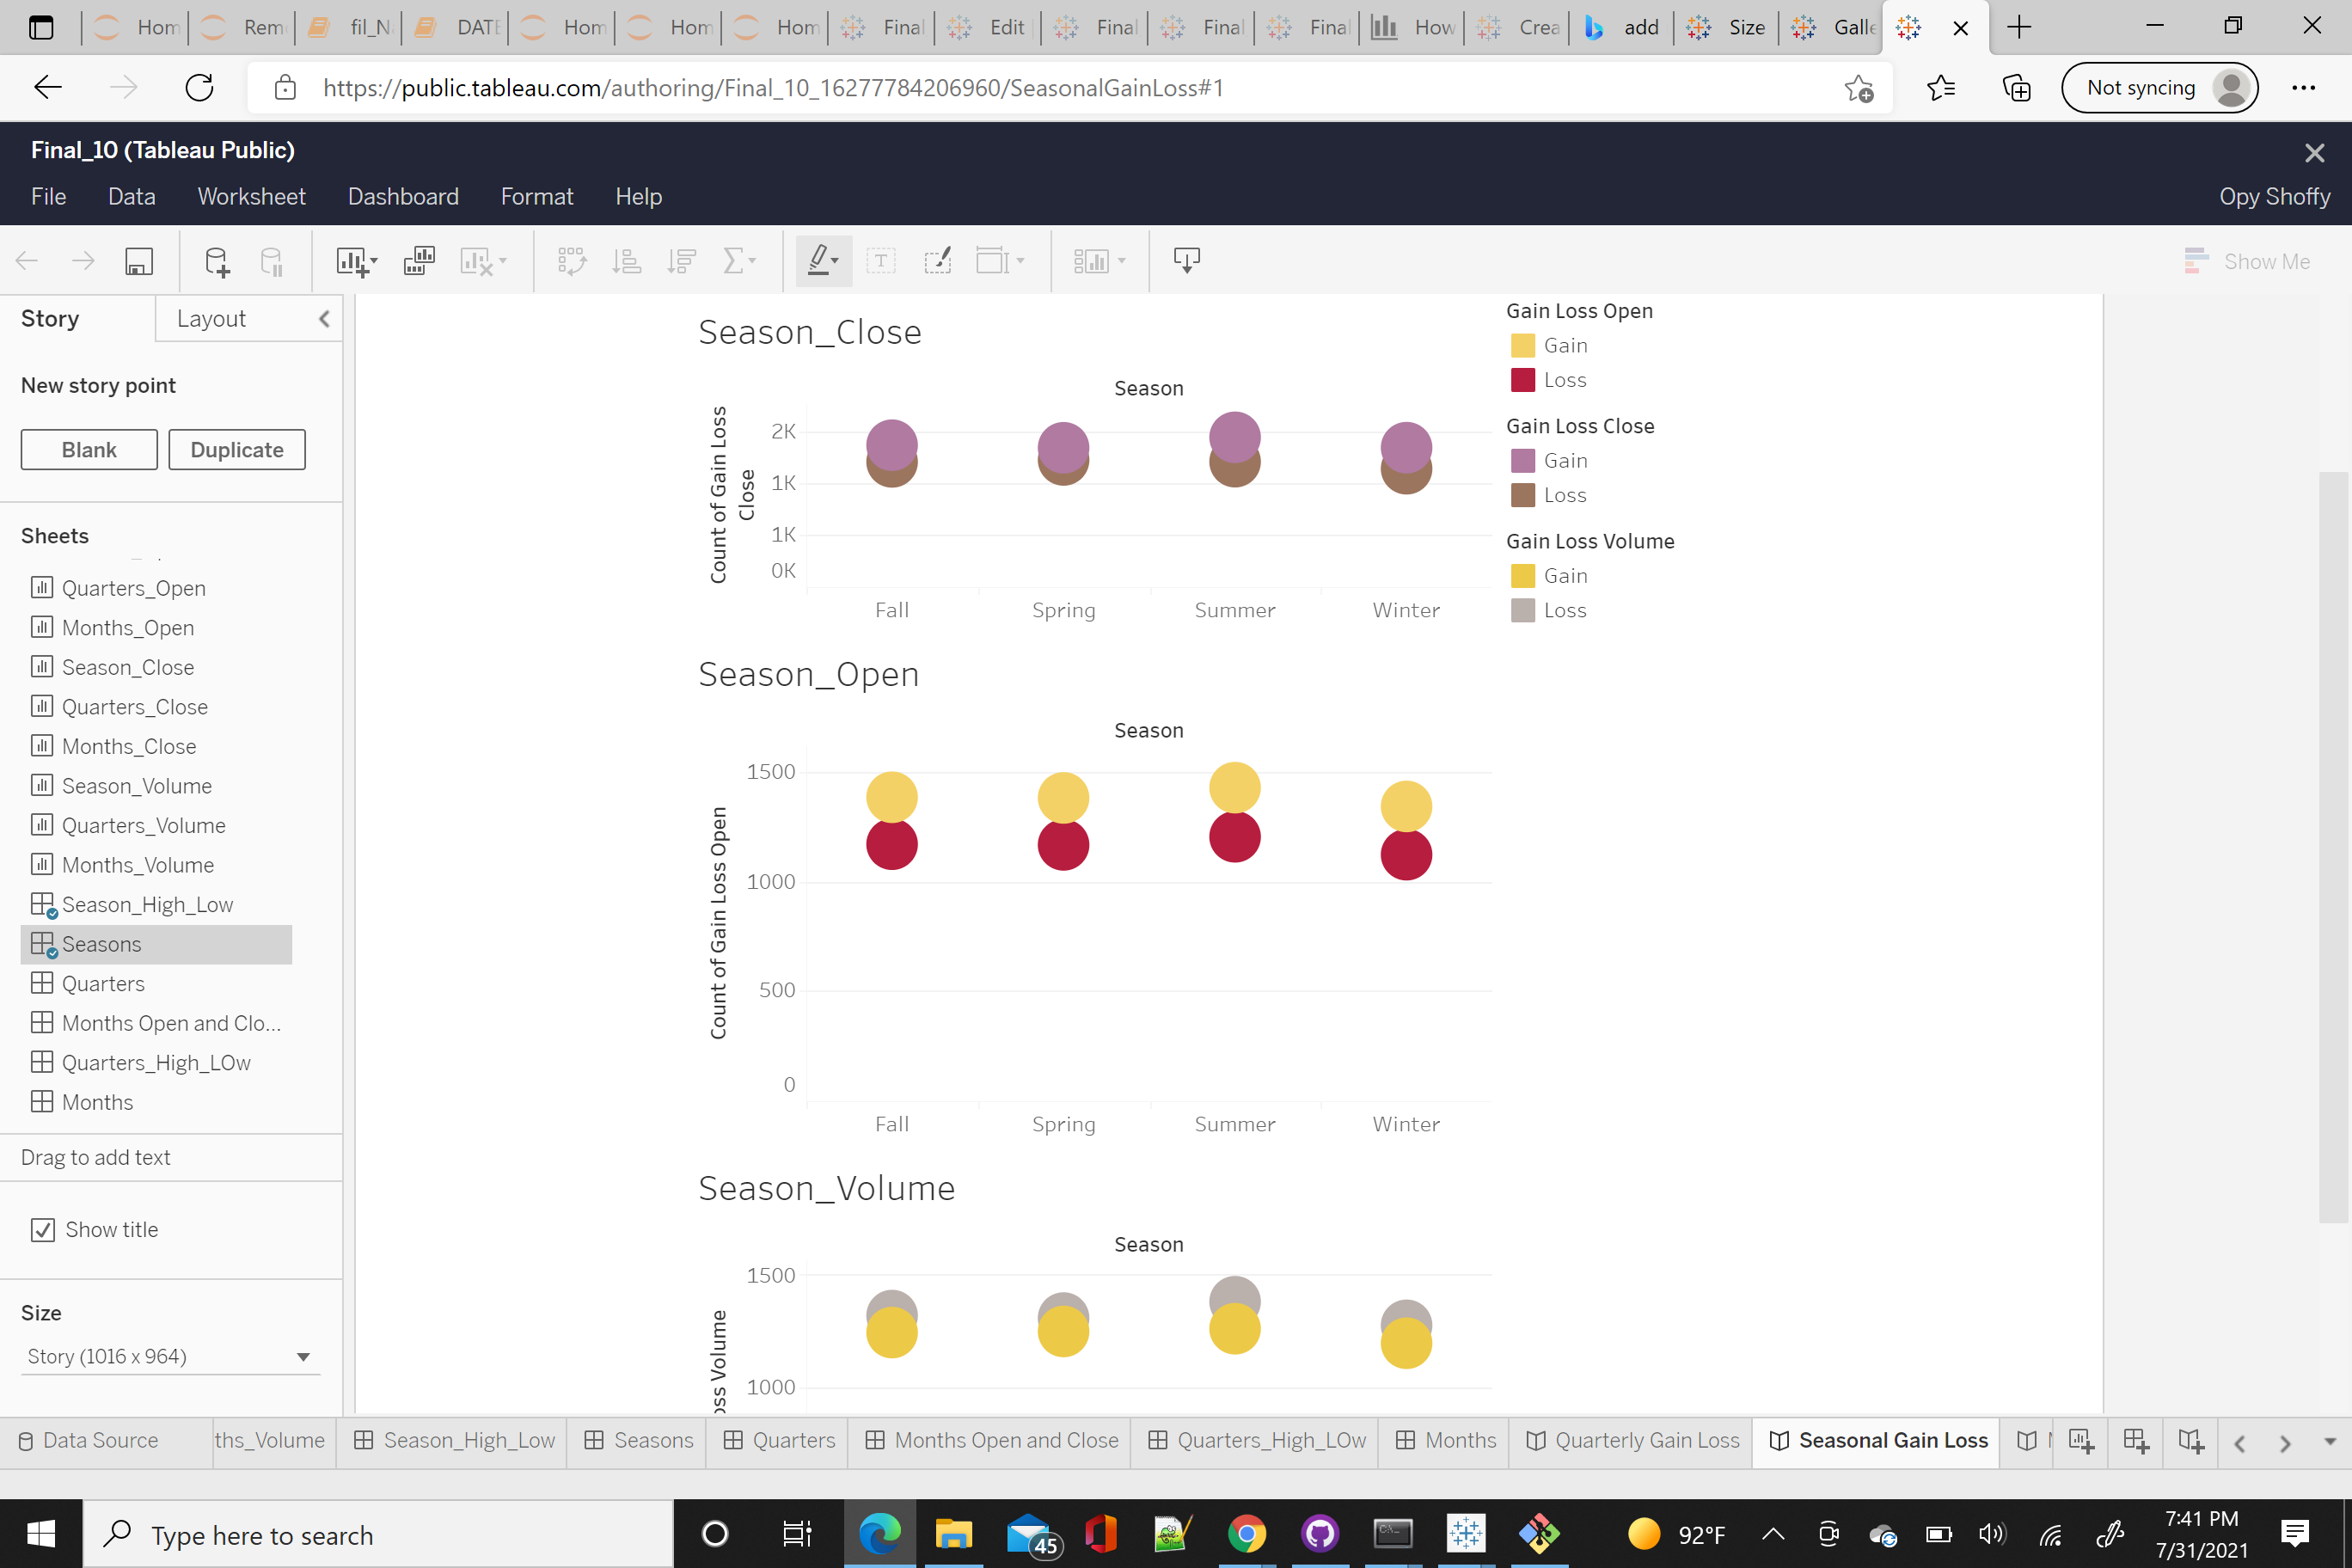 Hom
Rem
fil_N
DATE
Hom
Hom
Hom
Final
Edit
Final
Final
Final
How
Crea
add
Size
Galle
https://public.tableau.com/authoring/Final_10_16277784206960/SeasonalGainLoss#1
Not syncing
Final_10 (Tableau Public)
File Data Worksheet Dashboard Format Help
Opy Shoffy
Show Me
Story
Layout
New story point
Blank
Duplicate
Sheets
Quarters_Open
Months_Open
Season_Close
Quarters_Close
Months_Close
Season_Volume
Quarters_Volume
Months_Volume
Season_High_Low
Seasons
Quarters
Months Open and Clo...
Quarters_High_LOw
Months
Drag to add text
Show title
Size
Story (1016 x 964)
Season_Close
Season
Count of Gain Loss
Close
2K
1K
1K
0K
Fall Spring Summer Winter
Season_Open
Season
Count of Gain Loss Open
1500
1000
500
0
Fall Spring Summer Winter
Season_Volume
Season
oss Volume
1500
1000
Gain Loss Open
Gain
Loss
Gain Loss Close
Gain
Loss
Gain Loss Volume
Gain
Loss
Data Source
ths_Volume
Season_High_Low
Seasons
Quarters
Months Open and Close
Quarters_High_LOw
Months
Quarterly Gain Loss
Seasonal Gain Loss
Type here to search
45
92°F
7:41 PM
7/31/2021